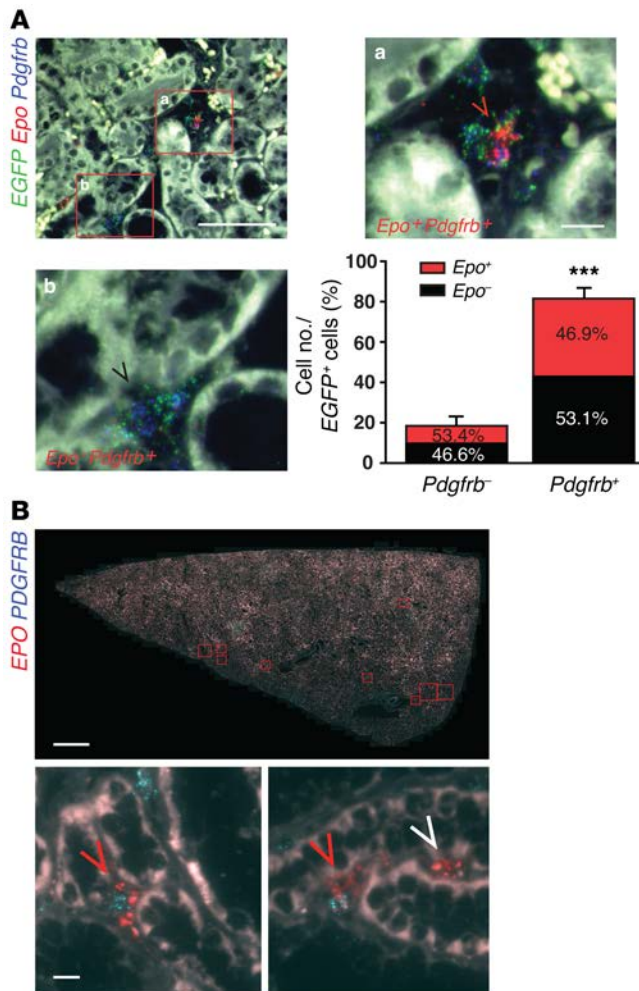 A
EGFP Epo Pdgfrb
a
b
a
Epo⁺Pdgfrb⁺
b
Epo⁻Pdgfrb⁺
Cell no./
EGFP⁺ cells (%)
100
80
60
40
20
0
Epo⁺
Epo⁻
***
53.4%
46.6%
46.9%
53.1%
Pdgfrb⁻
Pdgfrb⁺
B
EPO PDGFRB